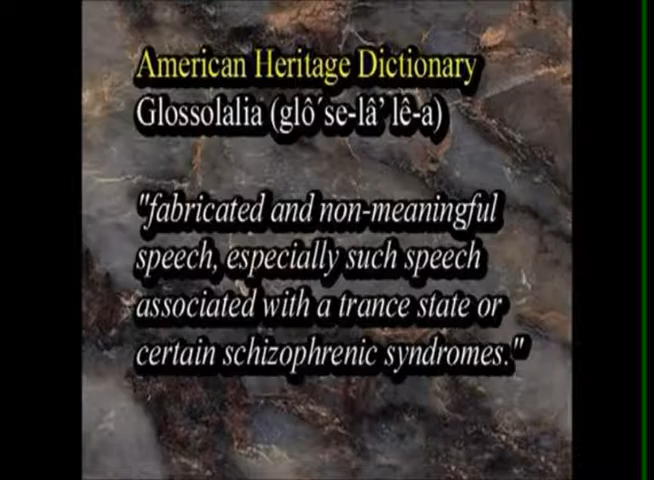 American Heritage Dictionary
Glossolalia (glô´se-lâ’ lê-a)
"fabricated and non-meaningful
speech, especially such speech
associated with a trance state or
certain schizophrenic syndromes."